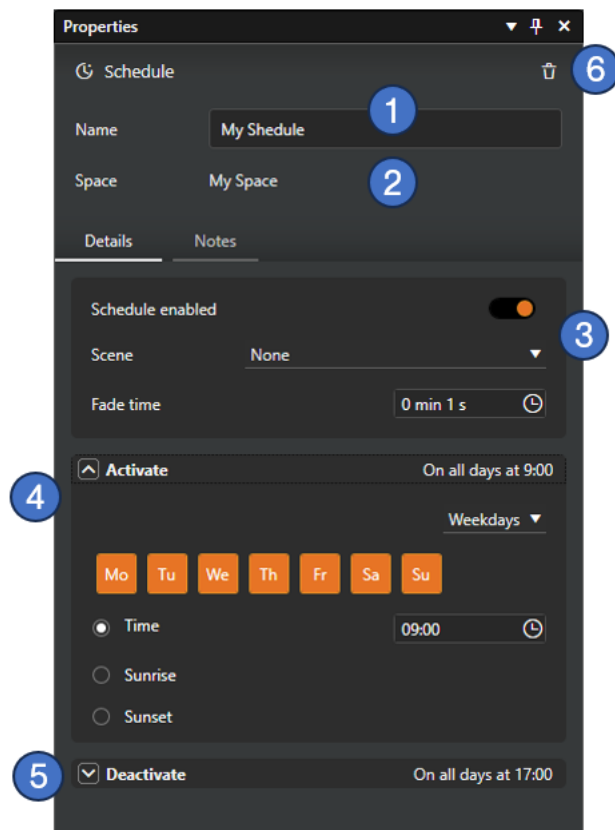 Properties
Schedule 6
1
Name My Shedule
Space My Space 2
Details Notes
Schedule enabled
3
Scene None
Fade time 0 min 1 s
Activate On all days at 9:00
4
Weekdays
Mo Tu We Th Fr Sa Su
Time 09:00
Sunrise
Sunset
5 Deactivate On all days at 17:00